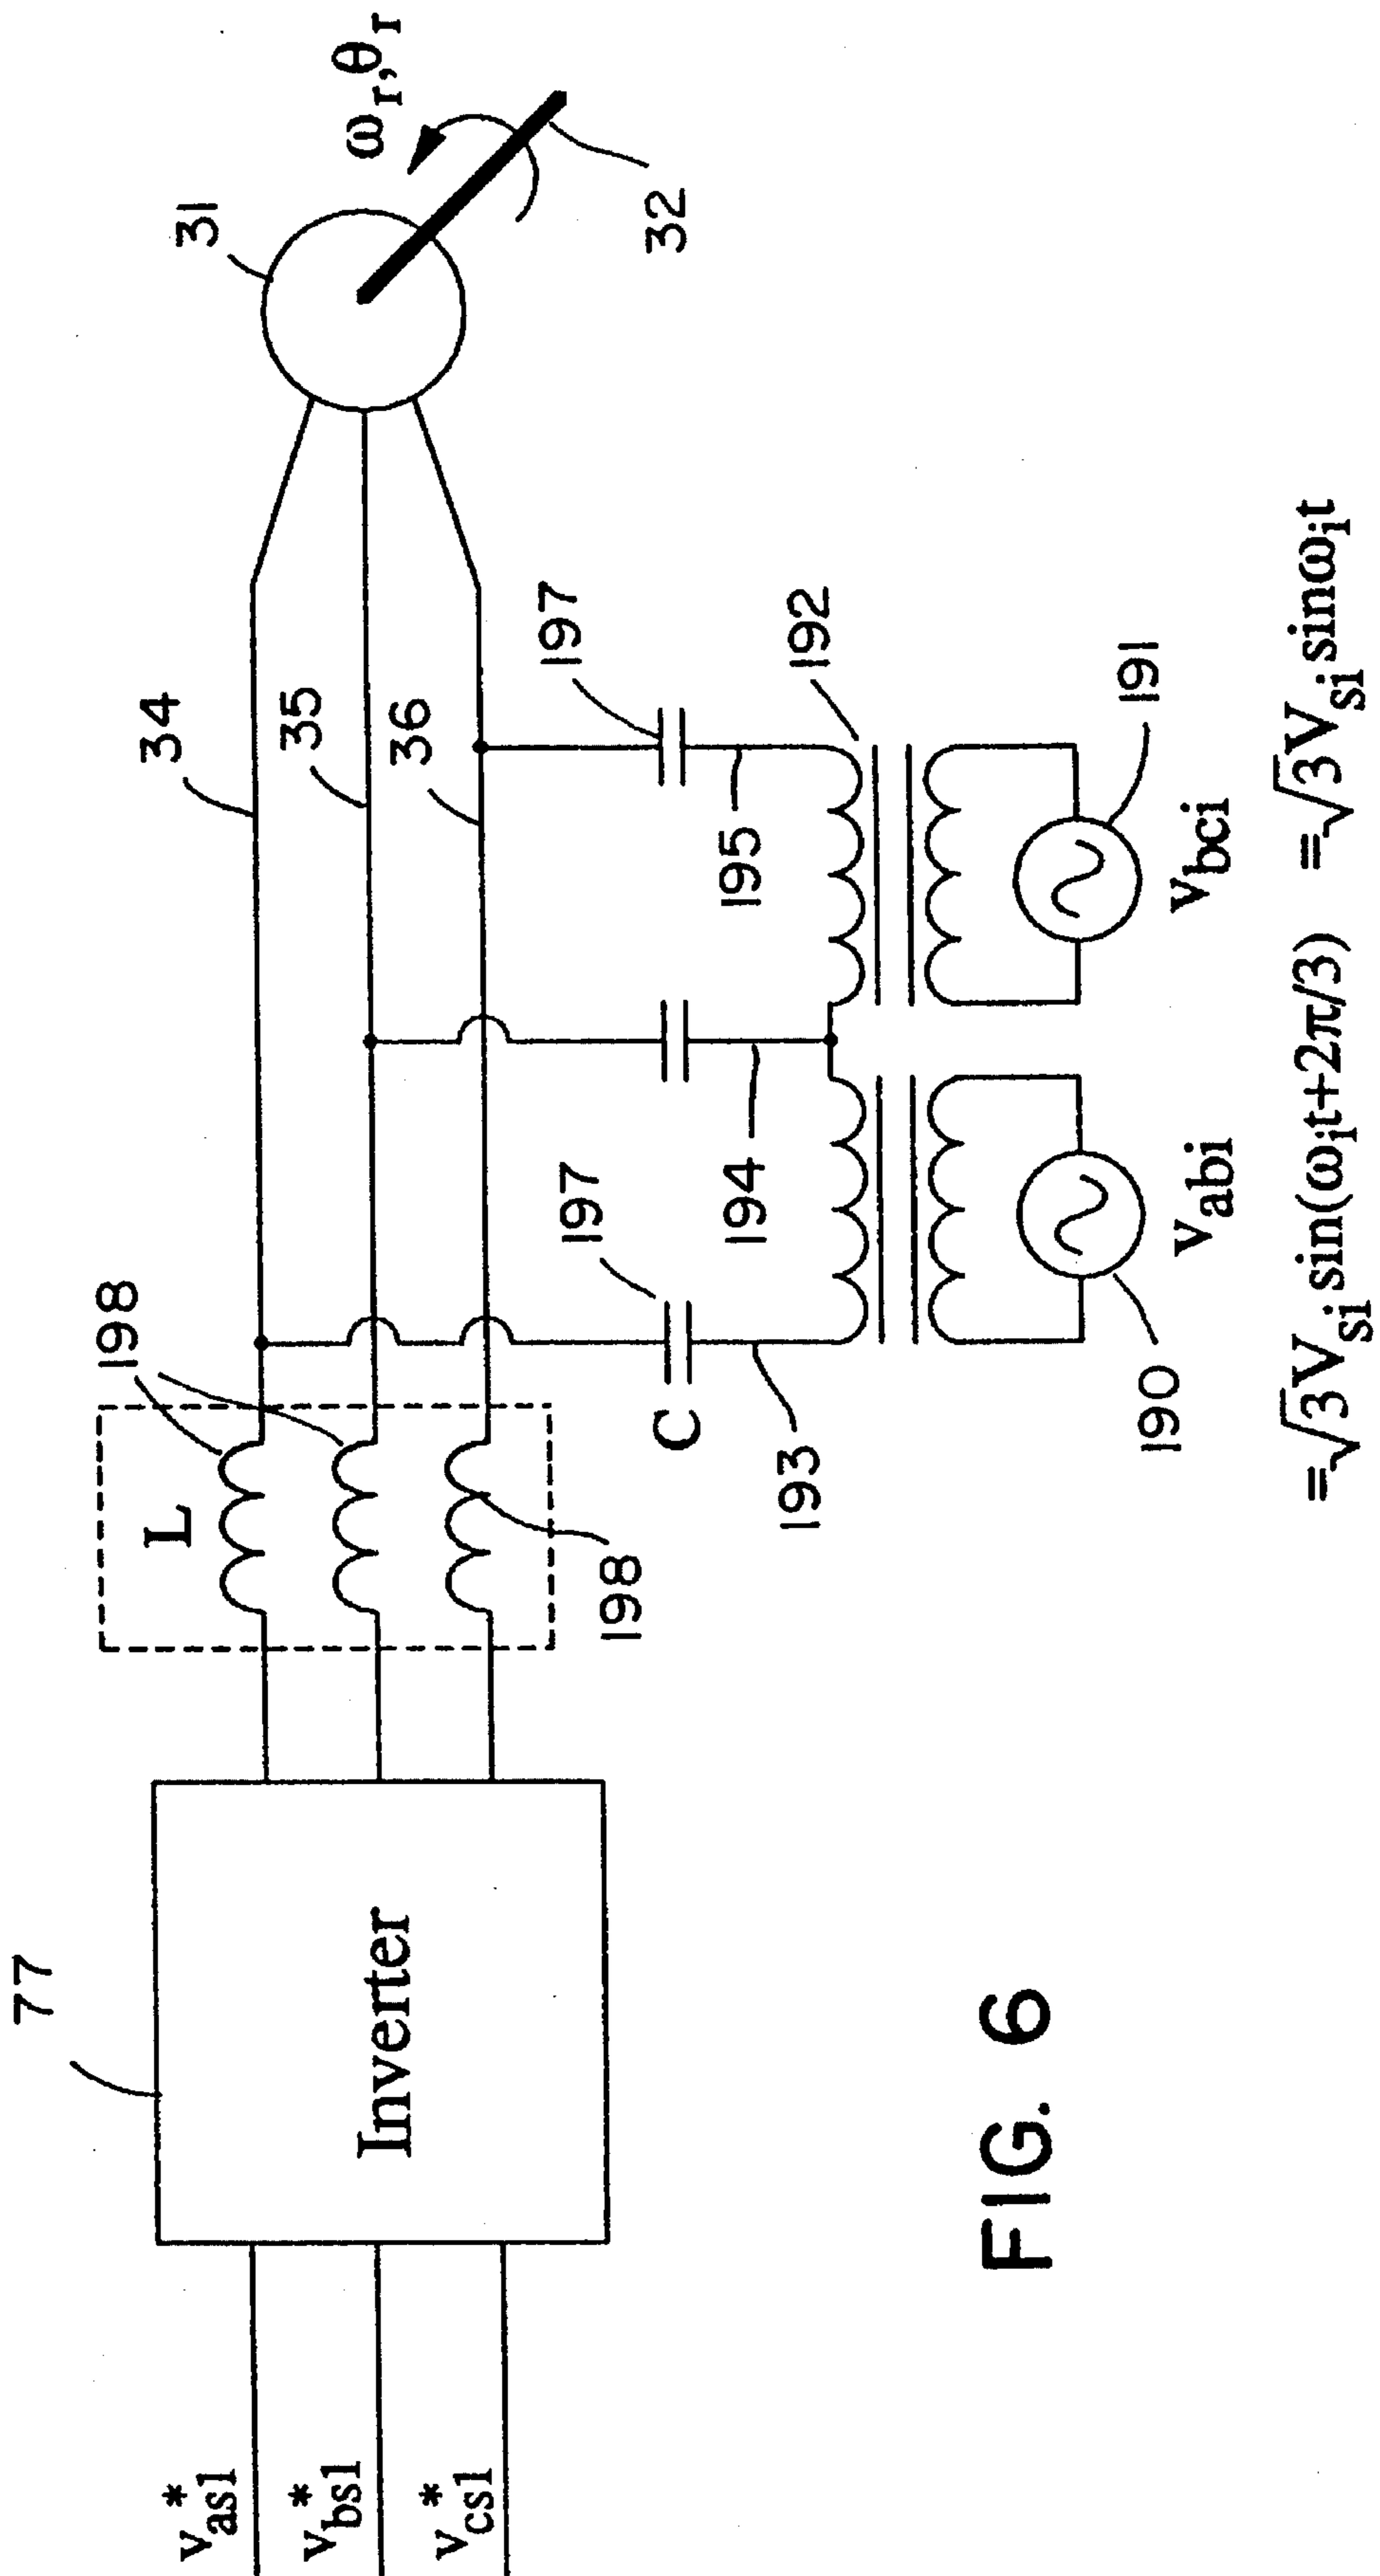 77
v*as1
v*bs1
v*cs1
Inverter
L
198
198
34
35
36
31
ωr,θr
32
C
197
197
193
194
195
192
190
191
vabi
vbci
=√3Vsi sin(ωit+2π/3)
=√3Vsi sinωit
FIG. 6